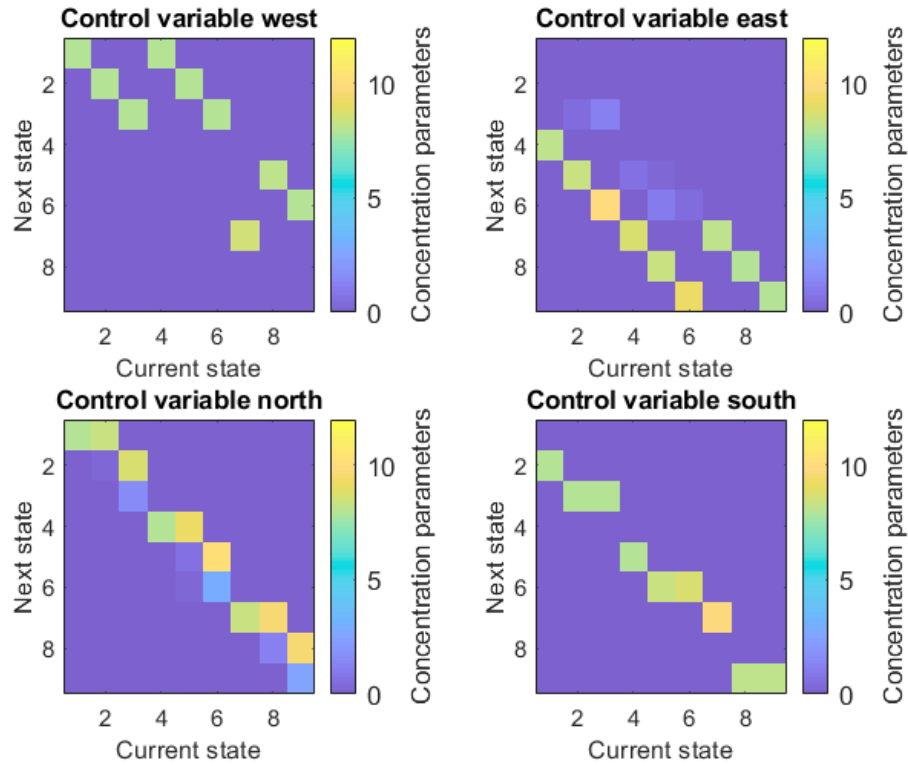 Control variable west
Next state
2
4
6
8
2 4 6 8
Current state
10
5
0
Concentration parameters
Control variable east
Next state
2
4
6
8
2 4 6 8
Current state
10
5
0
Concentration parameters
Control variable north
Next state
2
4
6
8
2 4 6 8
Current state
10
5
0
Concentration parameters
Control variable south
Next state
2
4
6
8
2 4 6 8
Current state
10
5
0
Concentration parameters